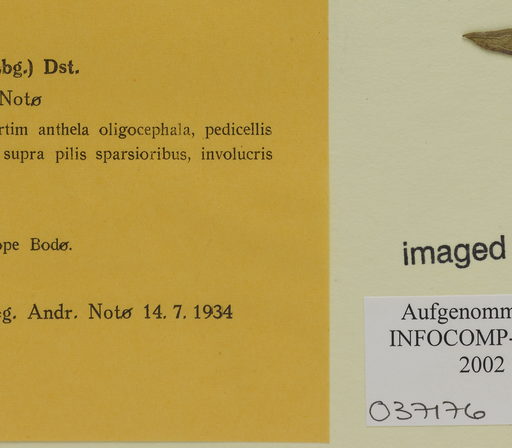 bg.) Dst.
Notø
rtim anthela oligocephala, pedicellis
supra pilis sparsioribus, involucris
ope Bodø.
g. Andr. Notø 14. 7. 1934
imaged
Aufgenomm
INFOCOMP-
2002
037176